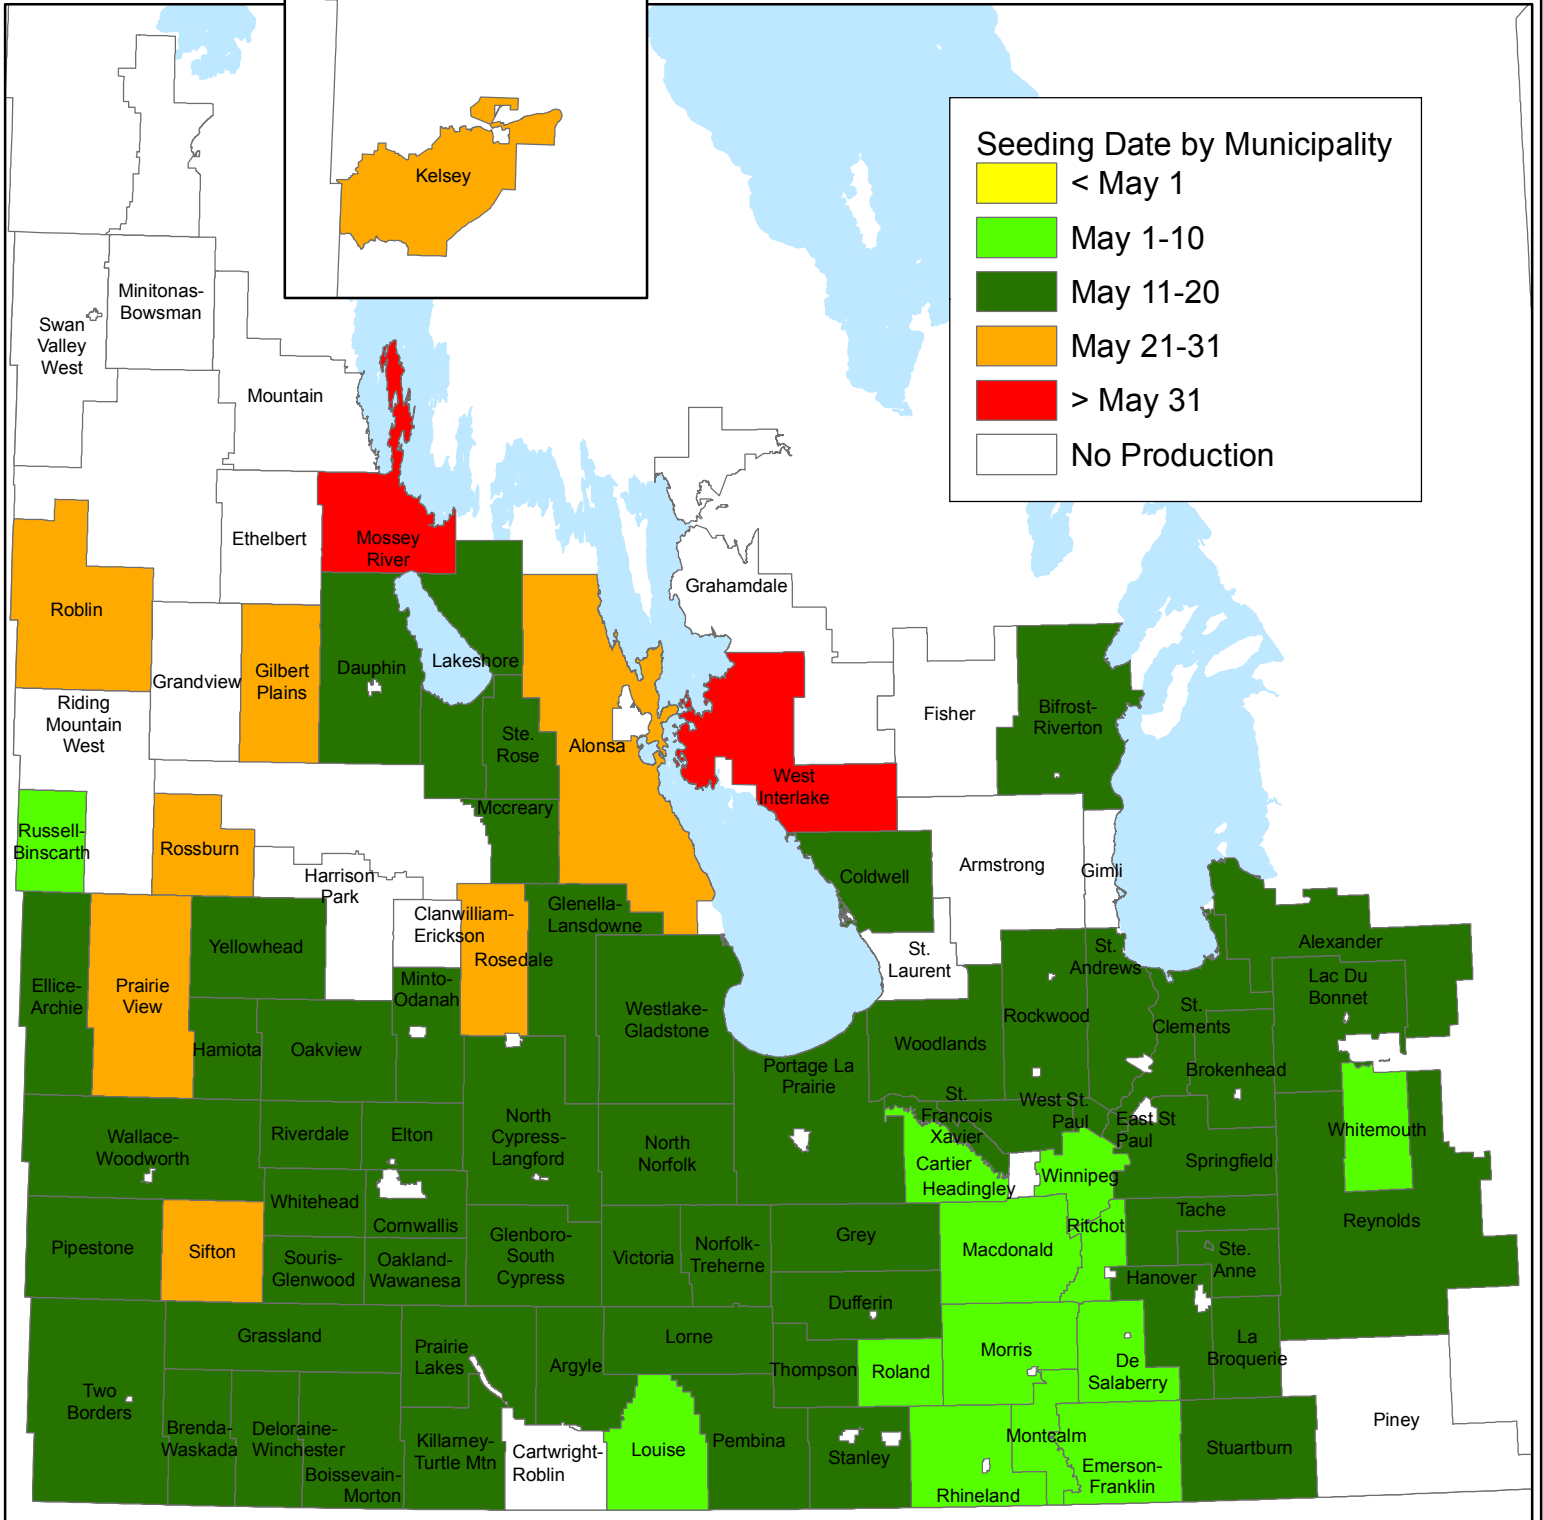 Kelsey
Seeding Date by Municipality
< May 1
May 1-10
May 11-20
May 21-31
> May 31
No Production
Minitonas-
Bowsman
Swan
Valley
West
Mountain
Ethelbert
Mossey
River
Grahamdale
Roblin
Grandview
Gilbert
Plains
Dauphin
Lakeshore
Riding
Mountain
West
Ste.
Rose
Alonsa
Fisher
Bifrost-
Riverton
West
Interlake
Mccreary
Russell-
Binscarth
Rossburn
Harrison
Park
Coldwell
Armstrong
Gimli
Clanwilliam-
Erickson
Rosedale
Glenella-
Lansdowne
St.
Laurent
St.
Andrews
Alexander
Yellowhead
Ellice-
Archie
Prairie
View
Minto-
Odanah
Lac Du
Bonnet
Westlake-
Gladstone
Rockwood
St.
Clements
Hamiota
Oakview
Woodlands
Portage La
Prairie
Brokenhead
St.
Francois
Xavier
West St.
Paul
East St
Paul
Whitemouth
Wallace-
Woodworth
Riverdale
Elton
North
Cypress-
Langford
North
Norfolk
Cartier
Headingley
Winnipeg
Springfield
Whitehead
Cornwallis
Tache
Reynolds
Pipestone
Sifton
Souris-
Glenwood
Oakland-
Wawanesa
Glenboro-
South
Cypress
Victoria
Norfolk-
Treherne
Grey
Macdonald
Ritchot
Ste.
Anne
Hanover
Dufferin
Grassland
Prairie
Lakes
Argyle
Lorne
Thompson
Roland
Morris
De
Salaberry
La
Broquerie
Two
Borders
Brenda-
Waskada
Deloraine-
Winchester
Boissevain-
Morton
Killarney-
Turtle Mtn
Cartwright-
Roblin
Louise
Pembina
Stanley
Rhineland
Montcalm
Emerson-
Franklin
Stuartburn
Piney